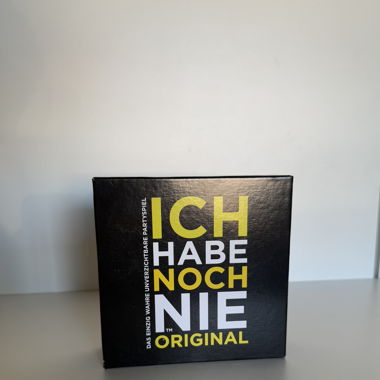 ICH
HABE
NOCH
NIE
TM
ORIGINAL
DAS EINZIG WAHRE UNVERZICHTBARE PARTYSPIEL